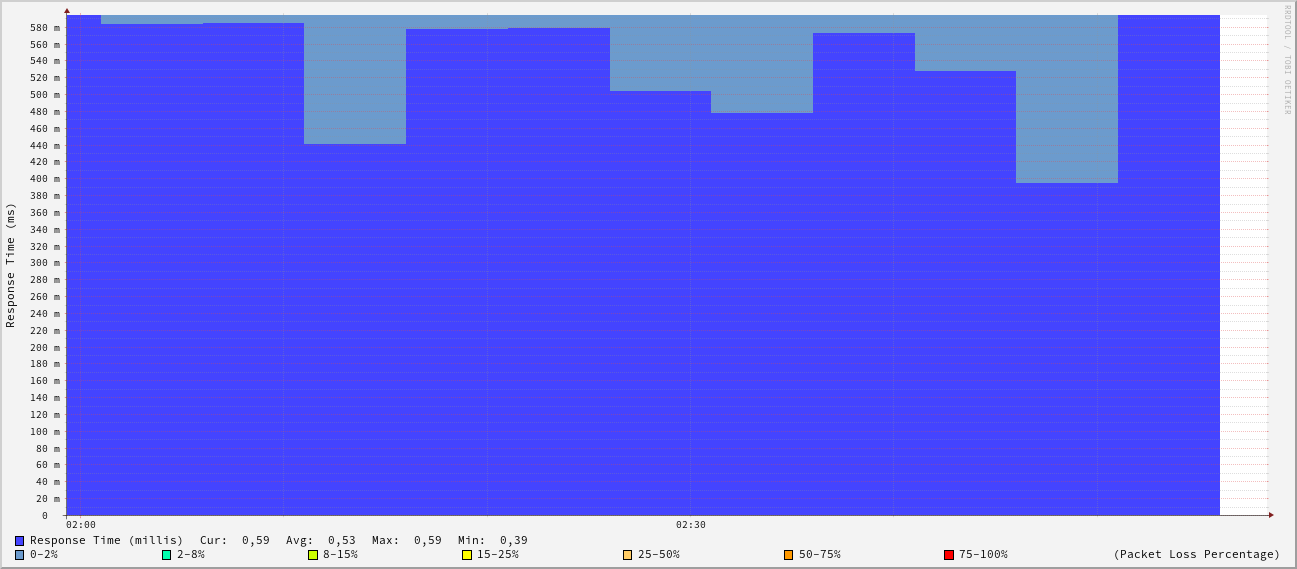 RRDTOOL / TOBI OETIKER
Response Time (ms)
580 m
560 m
540 m
520 m
500 m
480 m
460 m
440 m
420 m
400 m
380 m
360 m
340 m
320 m
300 m
280 m
260 m
240 m
220 m
200 m
180 m
160 m
140 m
120 m
100 m
80 m
60 m
40 m
20 m
0
02:00 02:30
Response Time (millis) Cur: 0,59 Avg: 0,53 Max: 0,59 Min: 0,39
0-2% 2-8% 8-15% 15-25% 25-50% 50-75% 75-100% (Packet Loss Percentage)